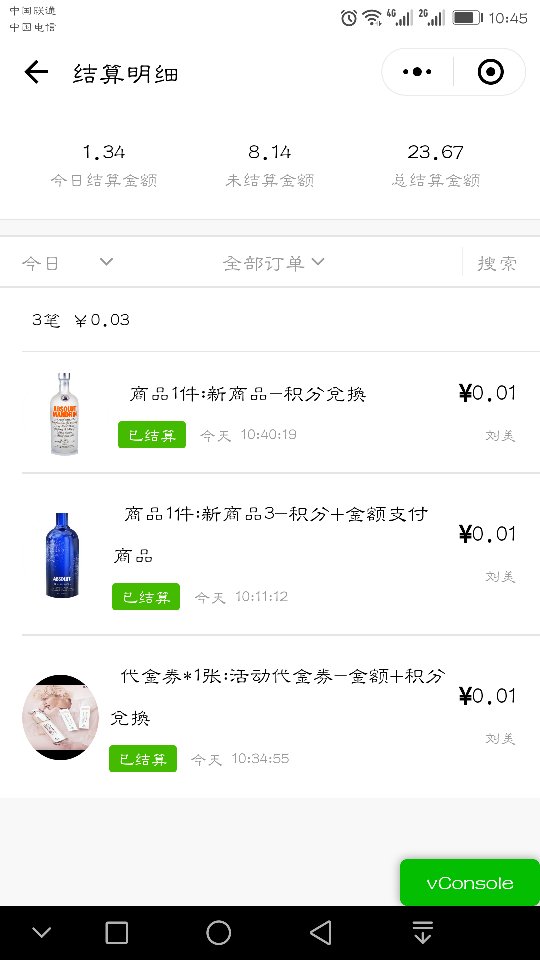 中国联通
中国电信
4G
2G
10:45
结算明细
1.34
8.14
23.67
今日结算金额
未结算金额
总结算金额
今日
全部订单
搜索
3笔 ￥0.03
商品1件:新商品-积分兑换
¥0.01
已结算 今天 10:40:19
刘美
ABSOLUT
MANDRIN
商品1件:新商品3-积分+金额支付
商品
¥0.01
已结算 今天 10:11:12
刘美
ABSOLUT
代金券*1张:活动代金券-金额+积分
兑换
¥0.01
已结算 今天 10:34:55
刘美
vConsole